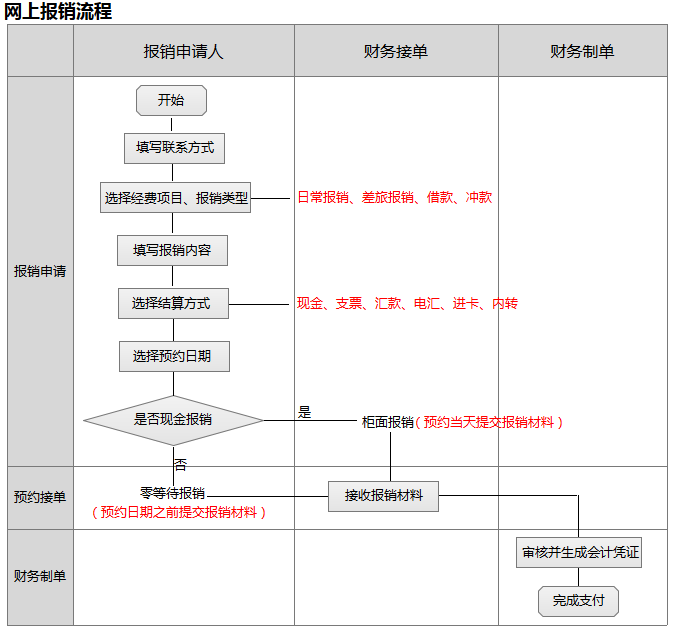 网上报销流程
报销申请人
财务接单
财务制单
开始
填写联系方式
选择经费项目、报销类型
日常报销、差旅报销、借款、冲款
填写报销内容
报销申请
选择结算方式
现金、支票、汇款、电汇、进卡、内转
选择预约日期
是否现金报销
是
柜面报销(预约当天提交报销材料)
否
预约接单
零等待报销
(预约日期之前提交报销材料)
接收报销材料
审核并生成会计凭证
财务制单
完成支付